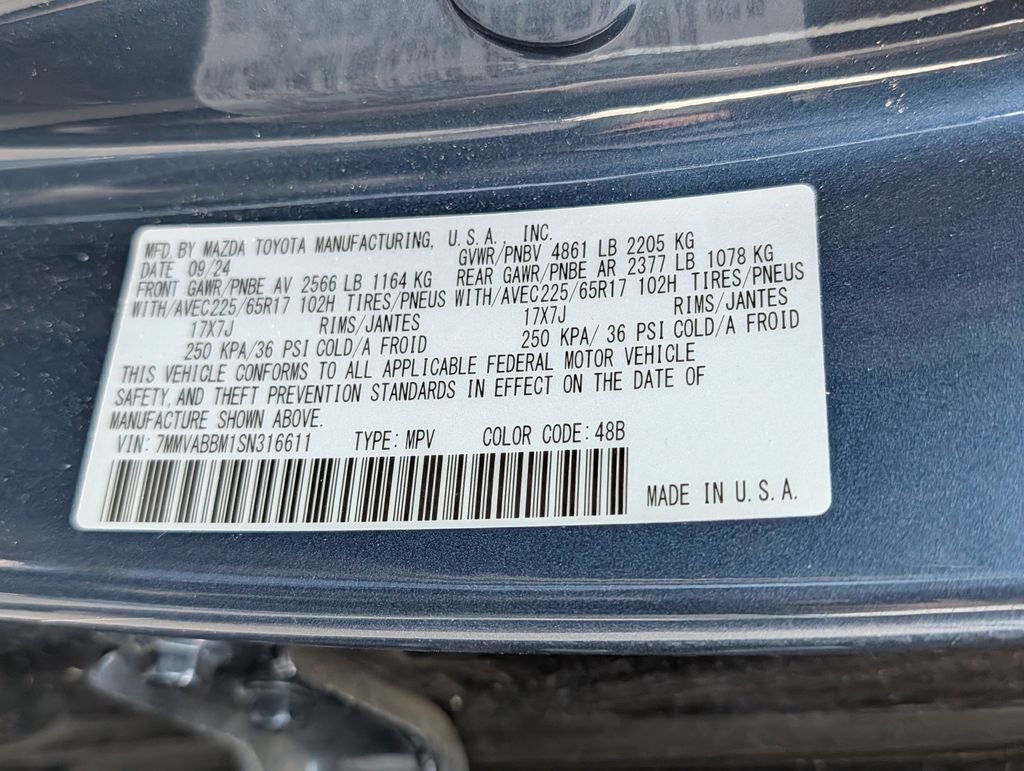 MFD. BY MAZDA TOYOTA MANUFACTURING, U.S.A., INC.
DATE 09/24 GVWR/PNBV 4861 LB 2205 KG
FRONT GAWR/PNBE AV 2566 LB 1164 KG REAR GAWR/PNBE AR 2377 LB 1078 KG
WITH/AVEC225/65R17 102H TIRES/PNEUS WITH/AVEC225/65R17 102H TIRES/PNEUS
17X7J RIMS/JANTES 17X7J RIMS/JANTES
250 KPA/36 PSI COLD/A FROID 250 KPA/ 36 PSI COLD/A FROID
THIS VEHICLE CONFORMS TO ALL APPLICABLE FEDERAL MOTOR VEHICLE
SAFETY, AND THEFT PREVENTION STANDARDS IN EFFECT ON THE DATE OF
MANUFACTURE SHOWN ABOVE.
VIN: 7MMVABBM1SN316611 TYPE: MPV COLOR CODE: 48B
MADE IN U.S.A.